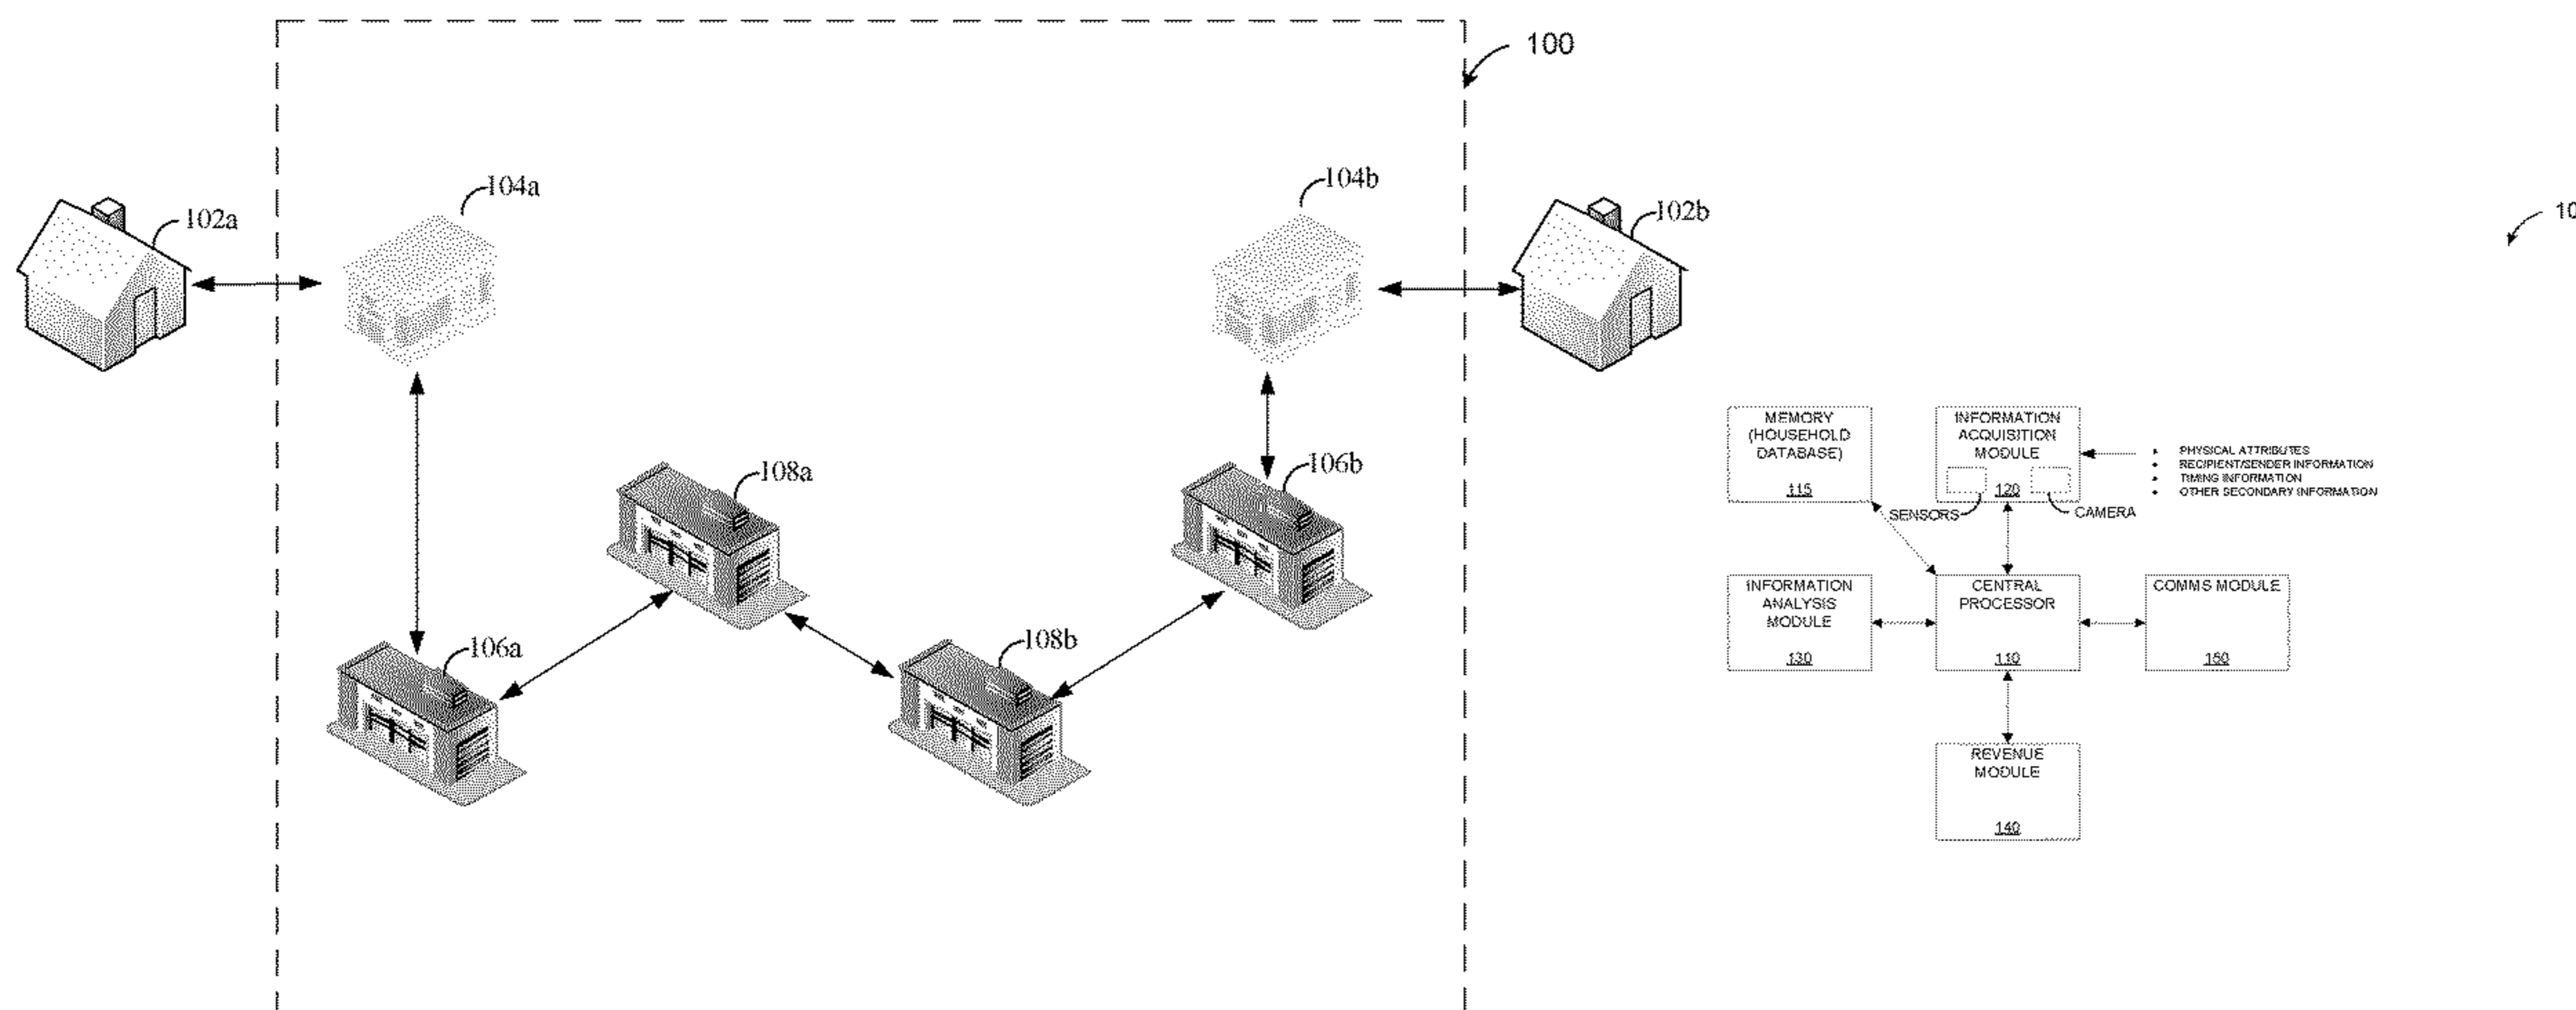 100
104a
104b
102a
102b
108a
106b
106a
108b
10
MEMORY
(HOUSEHOLD
DATABASE)
115
INFORMATION
ACQUISITION
MODULE
120
SENSORS
CAMERA
• PHYSICAL ATTRIBUTES
• RECIPIENT/SENDER INFORMATION
• TIMING INFORMATION
• OTHER SECONDARY INFORMATION
INFORMATION
ANALYSIS
MODULE
130
CENTRAL
PROCESSOR
110
COMMS MODULE
150
REVENUE
MODULE
140